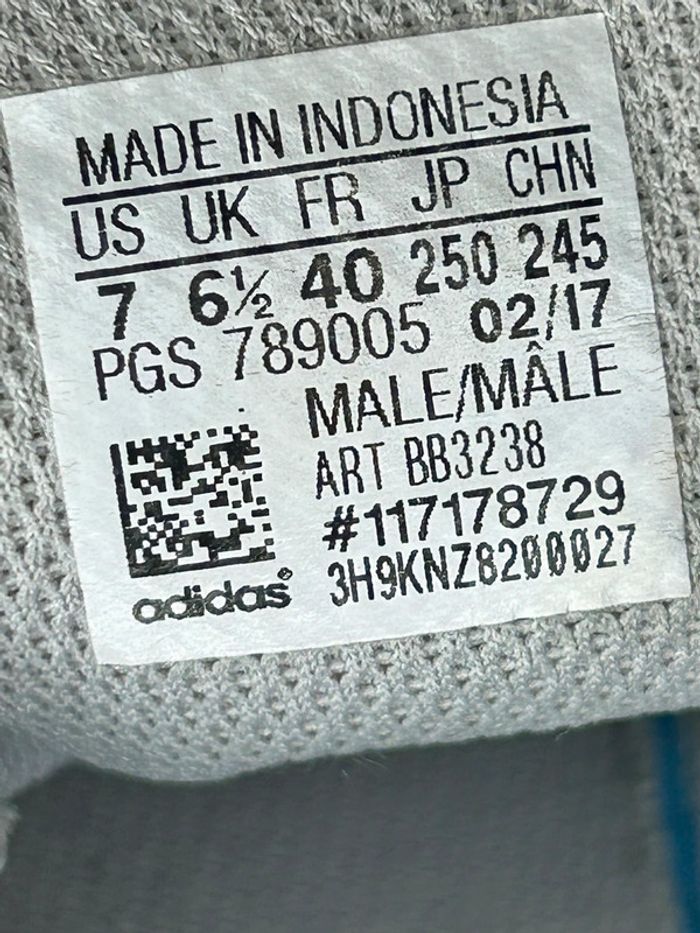 MADE IN INDONESIA
US UK FR JP CHN
7 6½ 40 250 245
PGS 789005 02/17
MALE/MÂLE
ART BB3238
#117178729
3H9KNZ8200027
adidas®